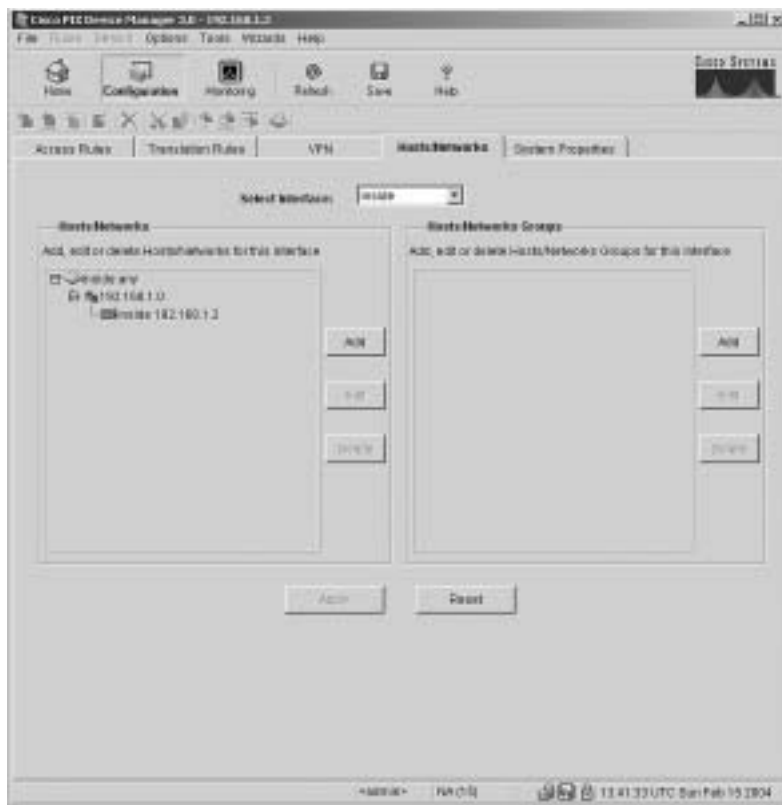 Cisco PIX Device Manager 3.0 - 192.168.1.2
File Rules Search Options Tools Wizards Help
Home Configuration Monitoring Refresh Save Help
Cisco Systems
Access Rules Translation Rules VPN Hosts/Networks System Properties
Select Interface: inside
Hosts/Networks
Add, edit or delete Hosts/Networks for this interface
inside:any
192.168.1.0
inside 192.168.1.2
Add
Edit
Delete
Hosts/Networks Groups
Add, edit or delete Hosts/Networks Groups for this interface
Add
Edit
Delete
Apply Reset
<admin> NA (15) 13:41:33 UTC Sun Feb 15 2004